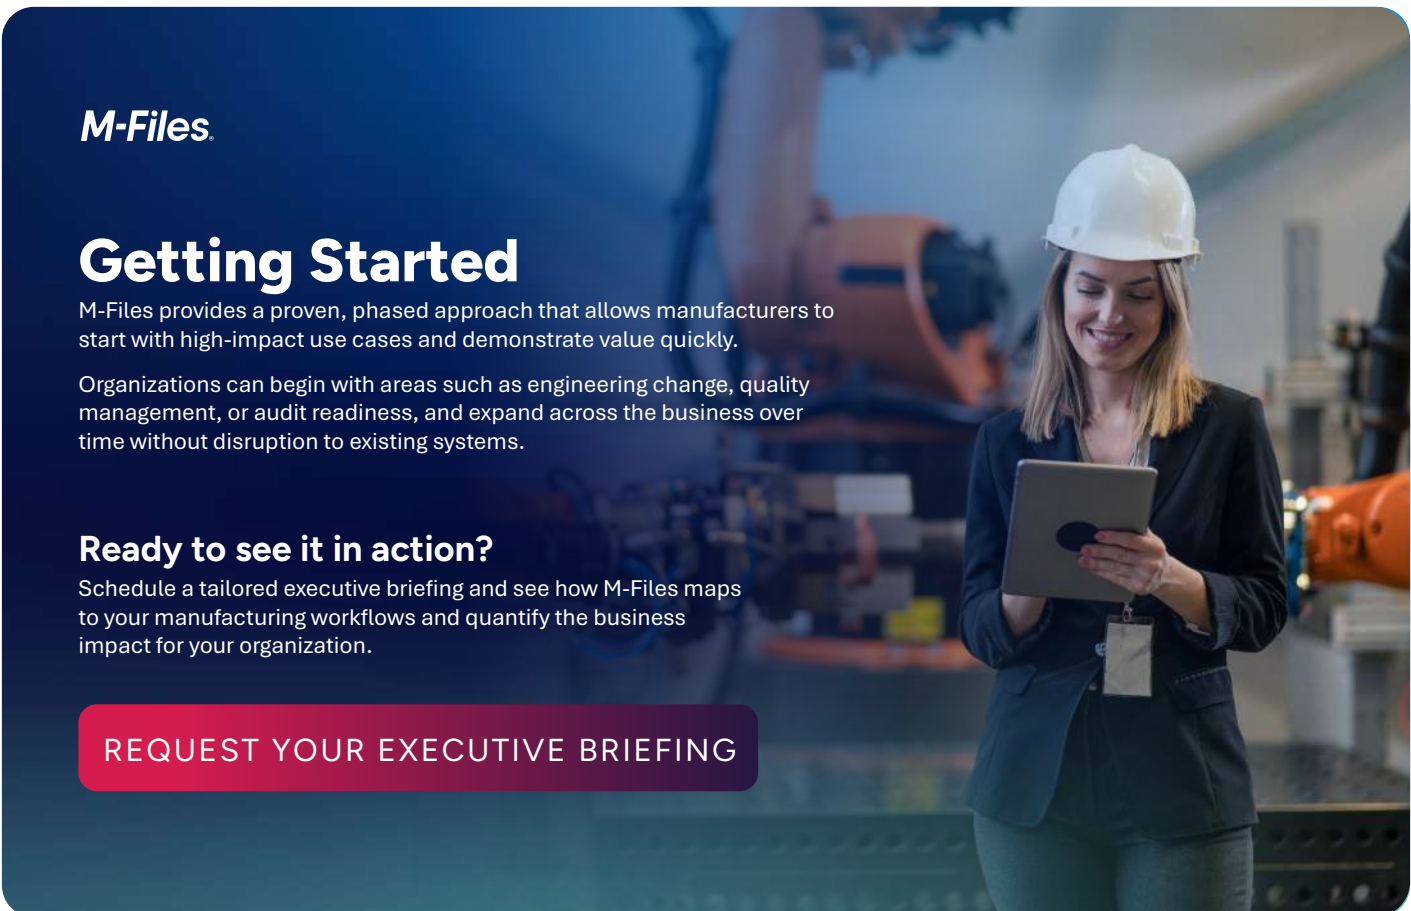 M-Files®
Getting Started
M-Files provides a proven, phased approach that allows manufacturers to
start with high-impact use cases and demonstrate value quickly.
Organizations can begin with areas such as engineering change, quality
management, or audit readiness, and expand across the business over
time without disruption to existing systems.
Ready to see it in action?
Schedule a tailored executive briefing and see how M-Files maps
to your manufacturing workflows and quantify the business
impact for your organization.
REQUEST YOUR EXECUTIVE BRIEFING